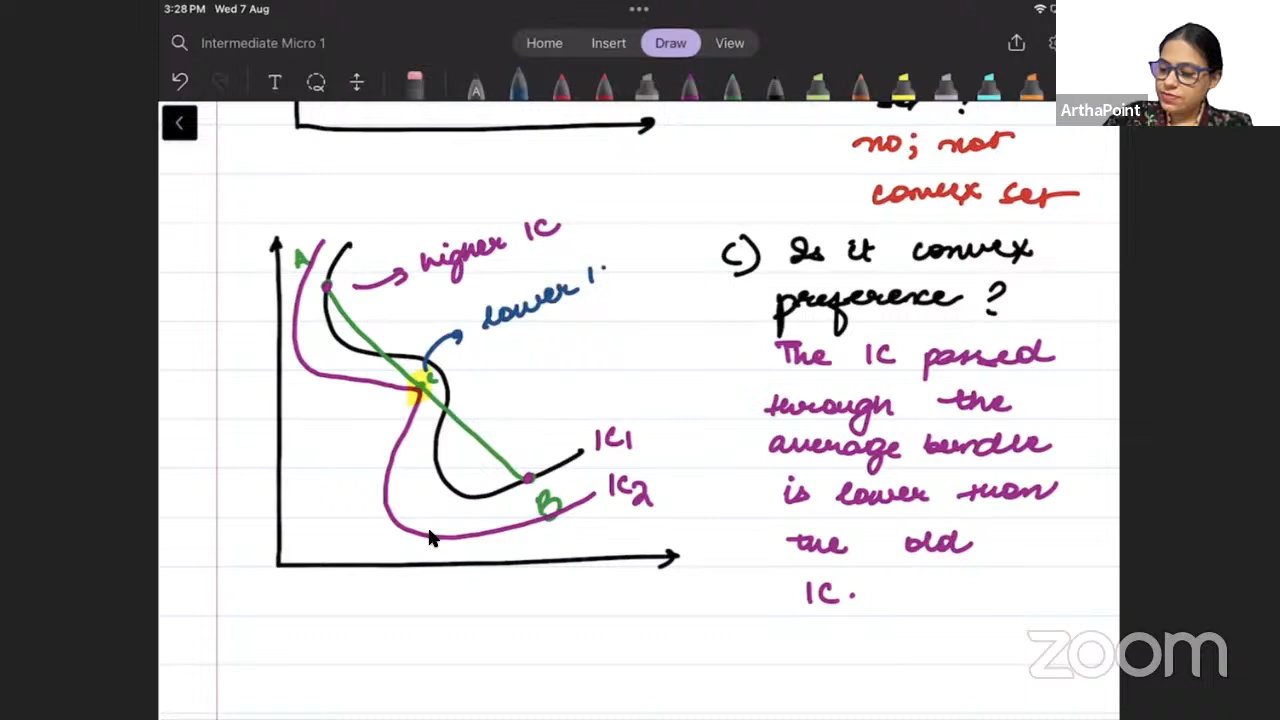 3:28 PM Wed 7 Aug
Intermediate Micro 1
Home Insert Draw View
ArthaPoint
no; not
convex set
A
higher IC
lower I
c
IC1
IC2
B
c) Is it convex
preference ?
The IC passed
through the
average bundle
is lower than
the old
IC.
zoom